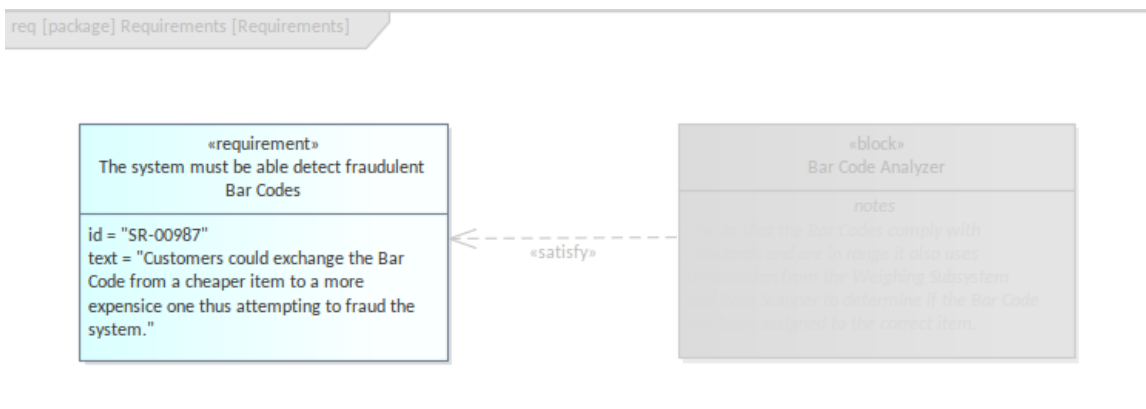 req [package] Requirements [Requirements]
«requirement»
The system must be able detect fraudulent
Bar Codes
id = "SR-00987"
text = "Customers could exchange the Bar
Code from a cheaper item to a more
expensice one thus attempting to fraud the
system."
«satisfy»
«block»
Bar Code Analyzer
notes
that the Bar Codes comply with
and are in range it also uses
from the Weighing Subsystem
to determine if the Bar Code
assigned to the correct item.